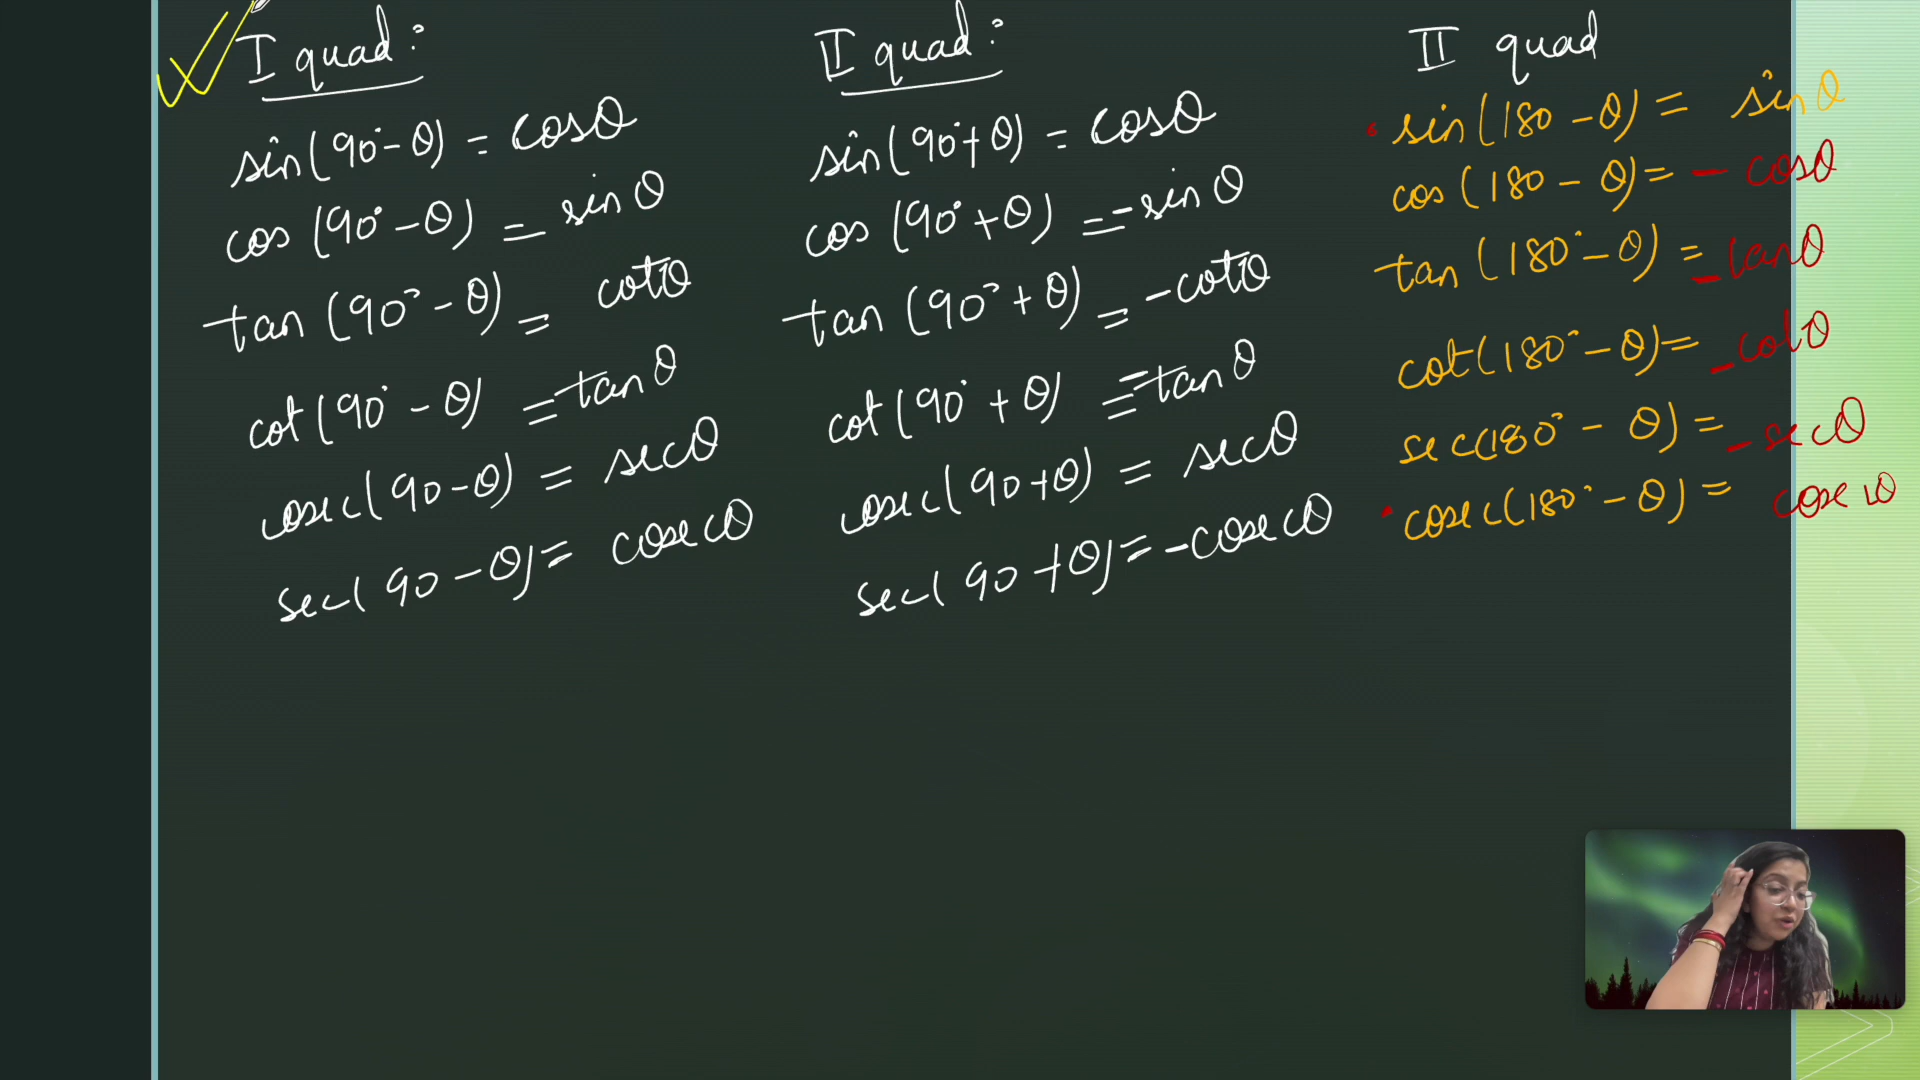 I quad:
sin(90°-θ) = cosθ
cos(90°-θ) = sinθ
tan(90°-θ) = cotθ
cot(90°-θ) = tanθ
cosec(90-θ) = secθ
sec(90-θ) = cosecθ
II quad:
sin(90°+θ) = cosθ
cos(90°+θ) = -sinθ
tan(90°+θ) = -cotθ
cot(90°+θ) = -tanθ
cosec(90+θ) = secθ
sec(90+θ) = -cosecθ
II quad
sin(180-θ) = sinθ
cos(180-θ) = -cosθ
tan(180°-θ) = -tanθ
cot(180°-θ) = -cotθ
sec(180°-θ) = -secθ
cosec(180°-θ) = cosecθ